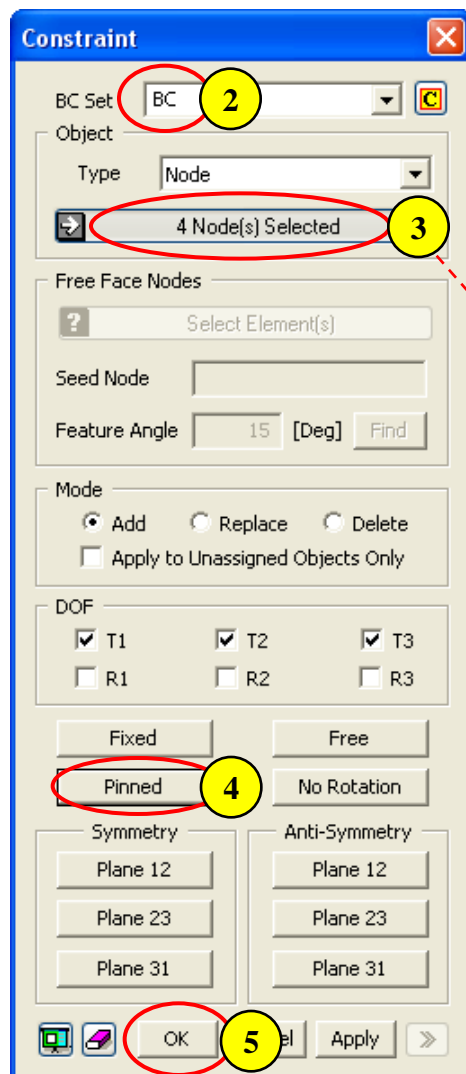 Constraint
BC Set BC 2 C
Object
Type Node
4 Node(s) Selected 3
Free Face Nodes
? Select Element(s)
Seed Node
Feature Angle 15 [Deg] Find
Mode
Add Replace Delete
Apply to Unassigned Objects Only
DOF
T1 T2 T3
R1 R2 R3
Fixed Free
Pinned 4 No Rotation
Symmetry Anti-Symmetry
Plane 12 Plane 12
Plane 23 Plane 23
Plane 31 Plane 31
OK 5 el Apply >>